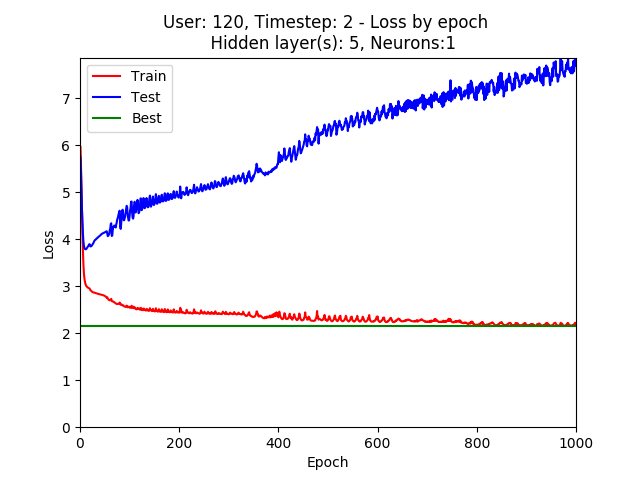 User: 120, Timestep: 2 - Loss by epoch
Hidden layer(s): 5, Neurons:1
Train
Test
Best
Loss
7
6
5
4
3
2
1
0
0 200 400 600 800 1000
Epoch